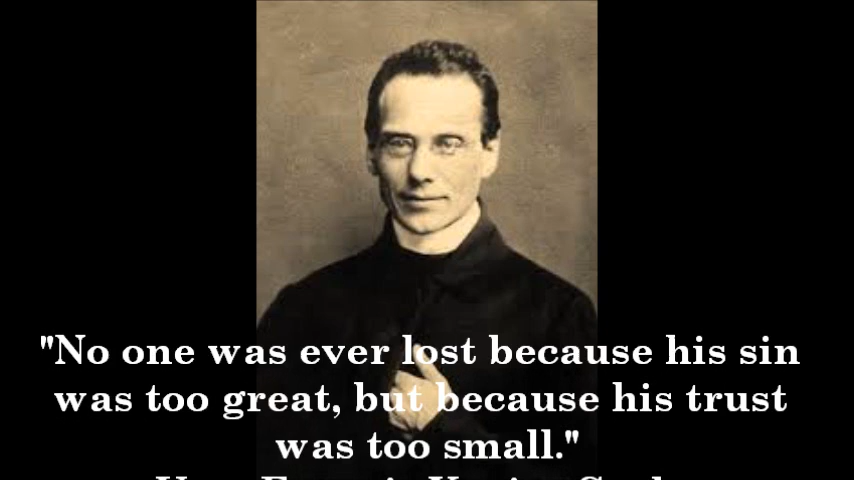 "No one was ever lost because his sin
was too great, but because his trust
was too small."